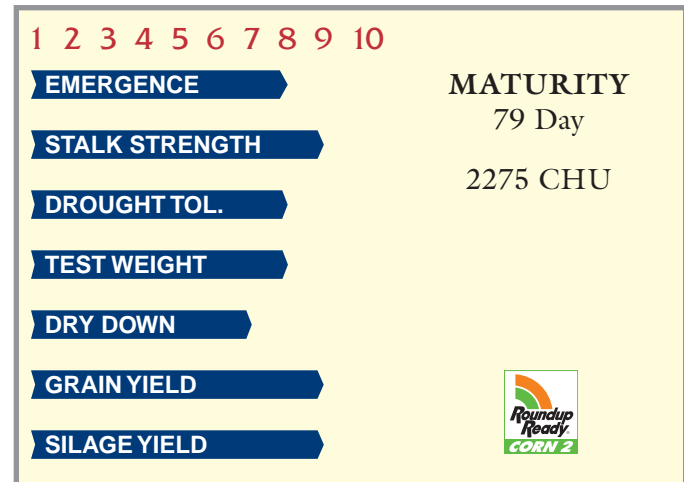 1 2 3 4 5 6 7 8 9 10
EMERGENCE
STALK STRENGTH
DROUGHT TOL.
TEST WEIGHT
DRY DOWN
GRAIN YIELD
SILAGE YIELD
MATURITY
79 Day
2275 CHU
Roundup
Ready
CORN 2